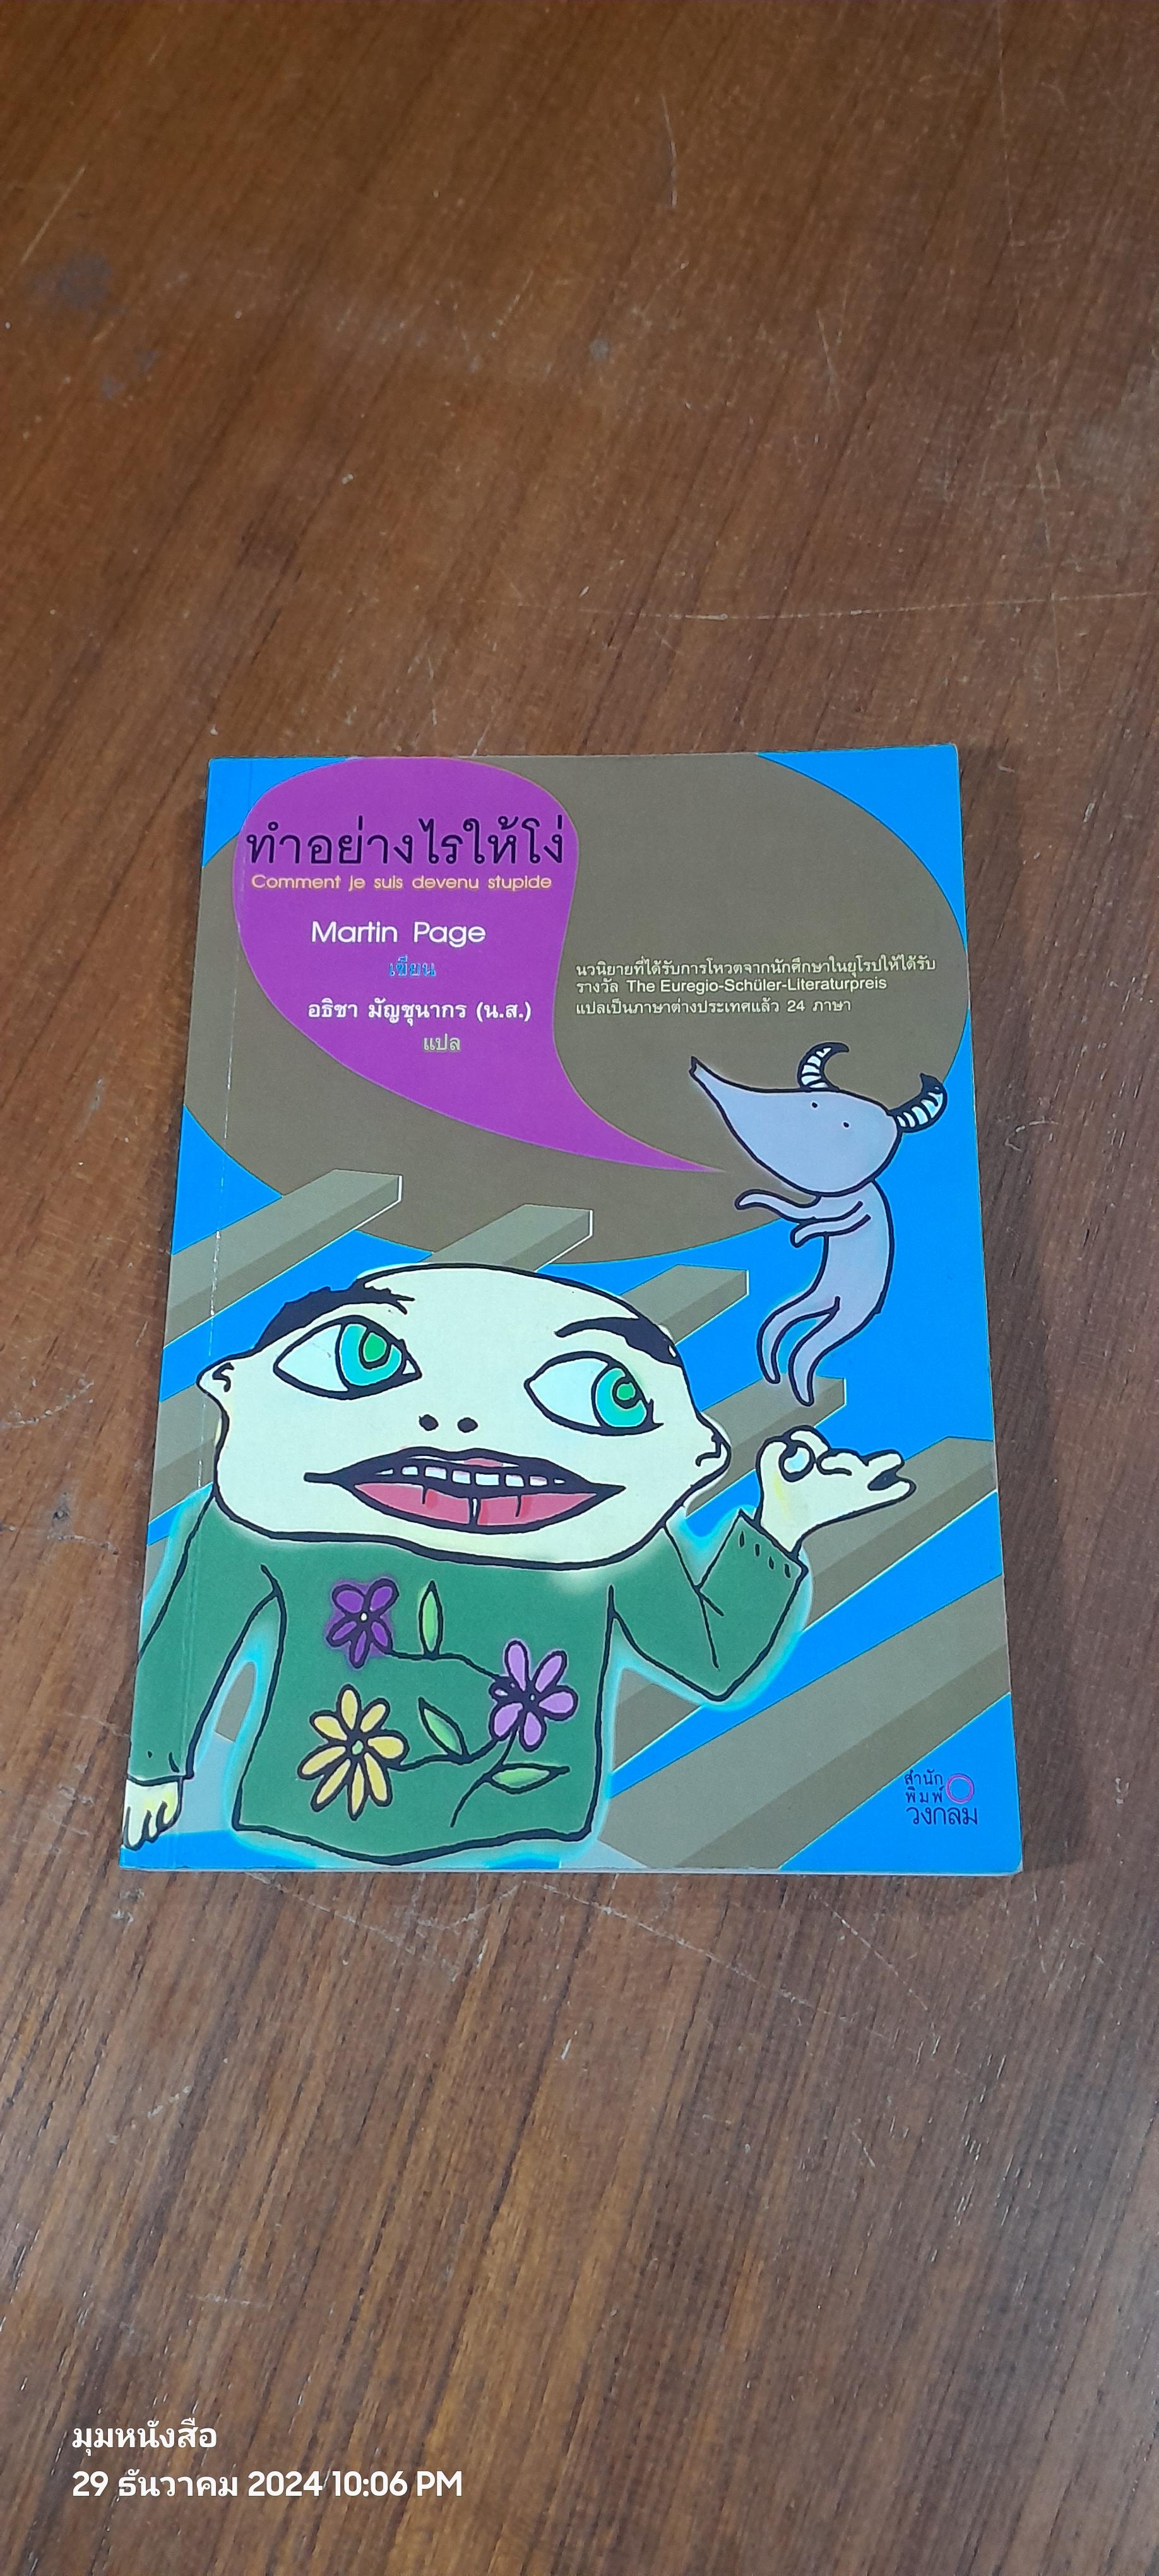 ทำอย่างไรให้โง่
Comment je suis devenu stupide
Martin Page
เขียน
อธิชา มัญชุนากร (น.ส.)
แปล
นวนิยายที่ได้รับการโหวตจากนักศึกษาในยุโรปให้ได้รับ
รางวัล The Euregio-Schüler-Literaturpreis
แปลเป็นภาษาต่างประเทศแล้ว 24 ภาษา
สำนัก
พิมพ์
วงกลม
มุมหนังสือ
29 ธันวาคม 2024 10:06 PM